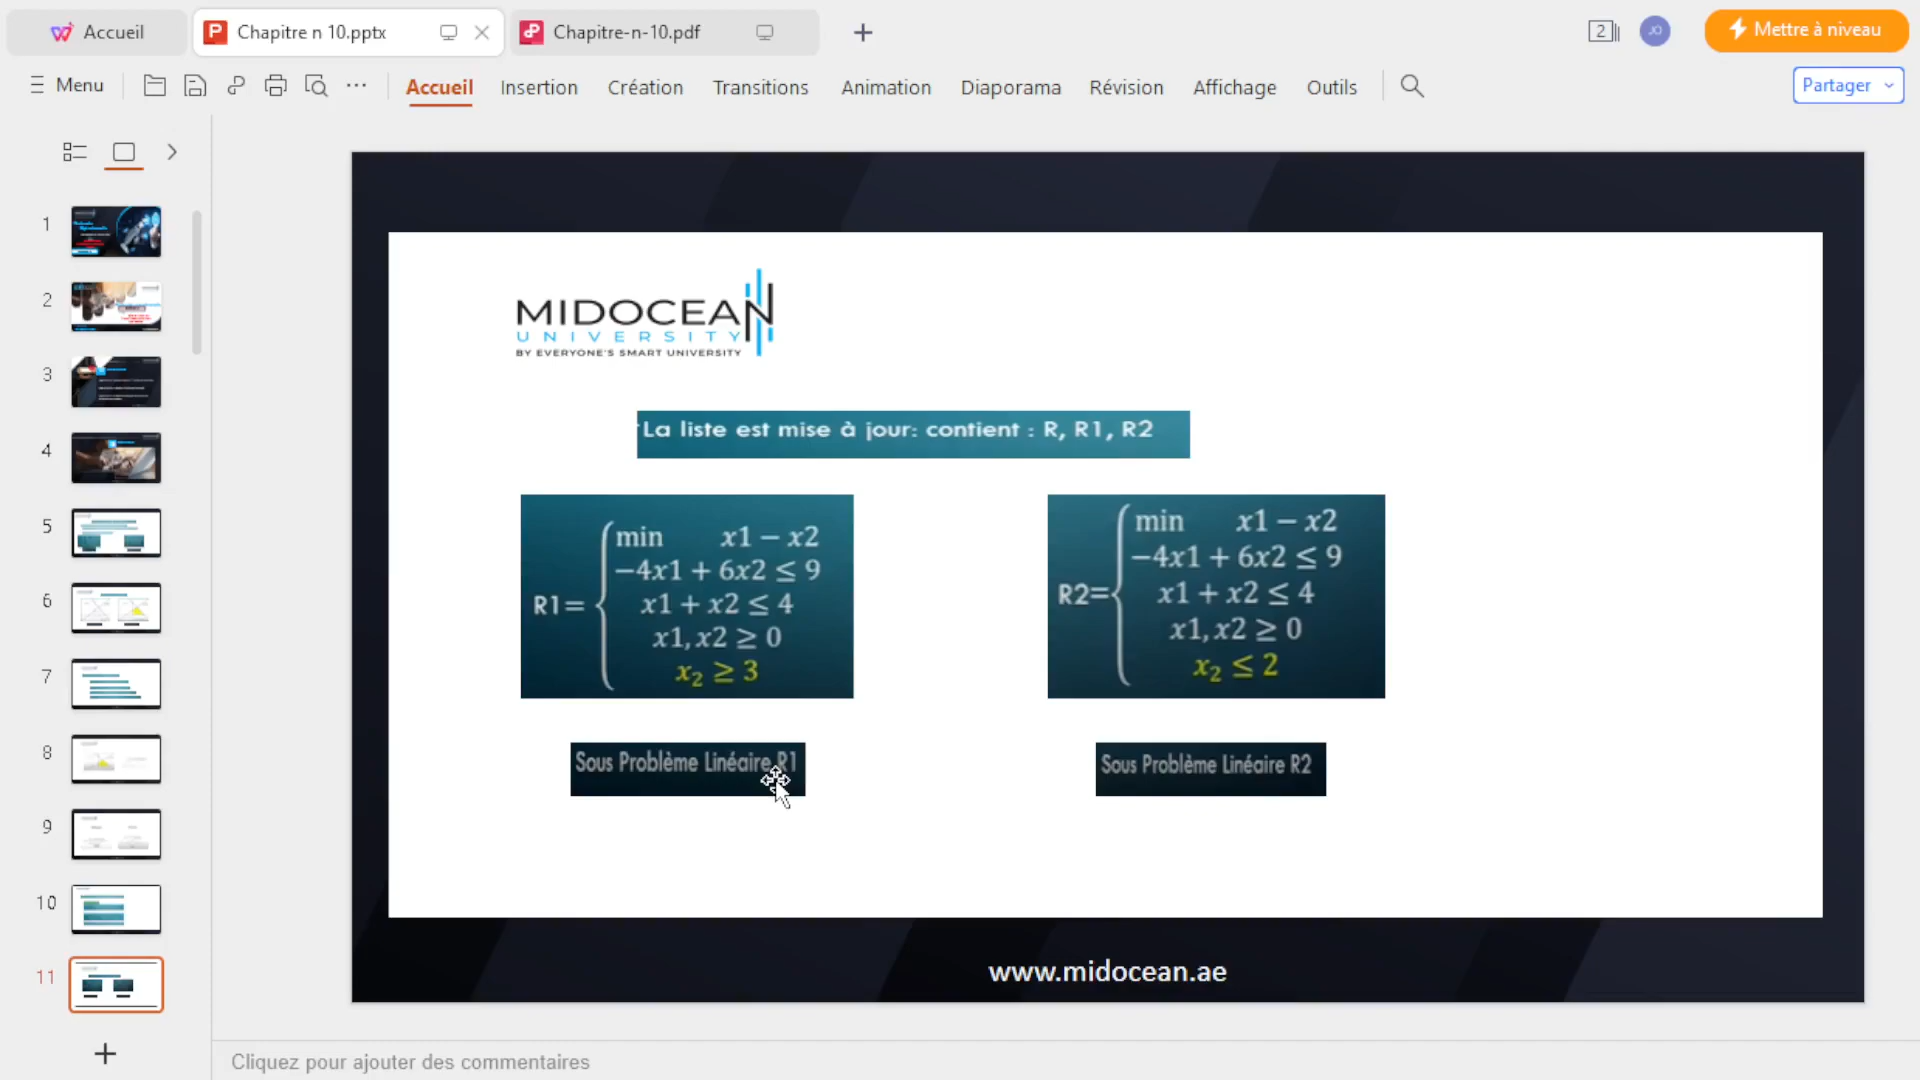 Accueil
Chapitre n 10.pptx
Chapitre-n-10.pdf
Mettre à niveau
Menu
Accueil
Insertion
Création
Transitions
Animation
Diaporama
Révision
Affichage
Outils
Partager
1
2
3
4
5
6
7
8
9
10
11
MIDOCEAN
UNIVERSITY
BY EVERYONE'S SMART UNIVERSITY
La liste est mise à jour: contient : R, R1, R2
min x1 − x2
−4x1 + 6x2 ≤ 9
R1= x1 + x2 ≤ 4
x1, x2 ≥ 0
x₂ ≥ 3
min x1 − x2
−4x1 + 6x2 ≤ 9
R2= x1 + x2 ≤ 4
x1, x2 ≥ 0
x₂ ≤ 2
Sous Problème Linéaire R1
Sous Problème Linéaire R2
www.midocean.ae
Cliquez pour ajouter des commentaires